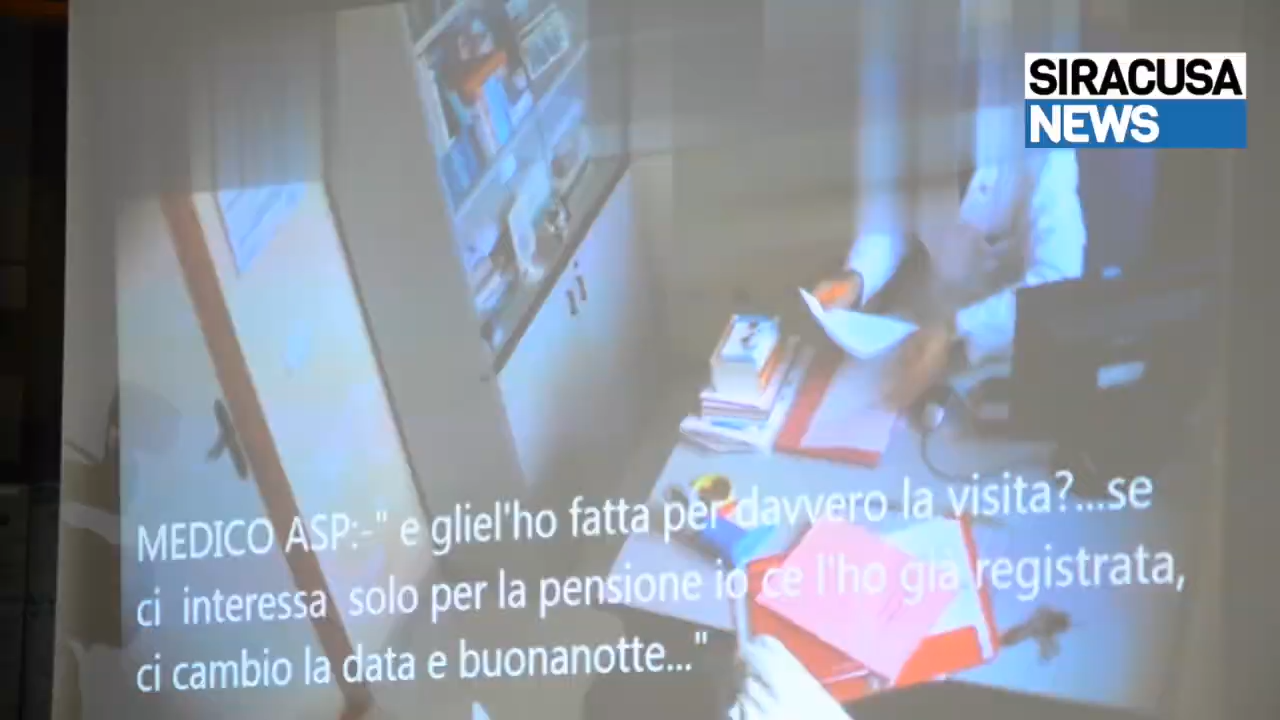 SIRACUSA
NEWS
MEDICO ASP:-" e gliel'ho fatta per davvero la visita?...se
ci interessa solo per la pensione io ce l'ho già registrata,
ci cambio la data e buonanotte..."